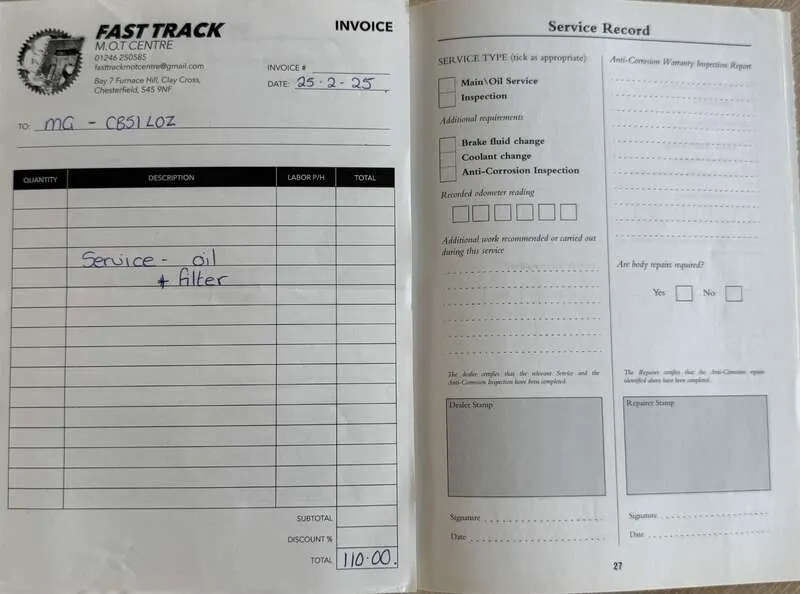 FAST TRACK
M.O.T CENTRE
01246 250585
fasttrackmotcentre@gmail.com
Bay 7 Furnace Hill, Clay Cross,
Chesterfield, S45 9NF
INVOICE
INVOICE #
DATE: 25-2-25
TO: MG - CB51 LOZ
QUANTITY DESCRIPTION LABOR P/H TOTAL
Service - oil
+ filter
SUBTOTAL
DISCOUNT %
TOTAL 110.00.
Service Record
SERVICE TYPE (tick as appropriate)
Main\Oil Service
Inspection
Additional requirements
Brake fluid change
Coolant change
Anti-Corrosion Inspection
Recorded odometer reading
Additional work recommended or carried out
during this service
The dealer certifies that the relevant Service and the
Anti-Corrosion Inspection have been completed.
Dealer Stamp
Signature
Date
Anti-Corrosion Warranty Inspection Report
Are body repairs required?
Yes No
The Repairer certifies that the Anti-Corrosion repairs
identified above have been completed.
Repairer Stamp
Signature
Date
27